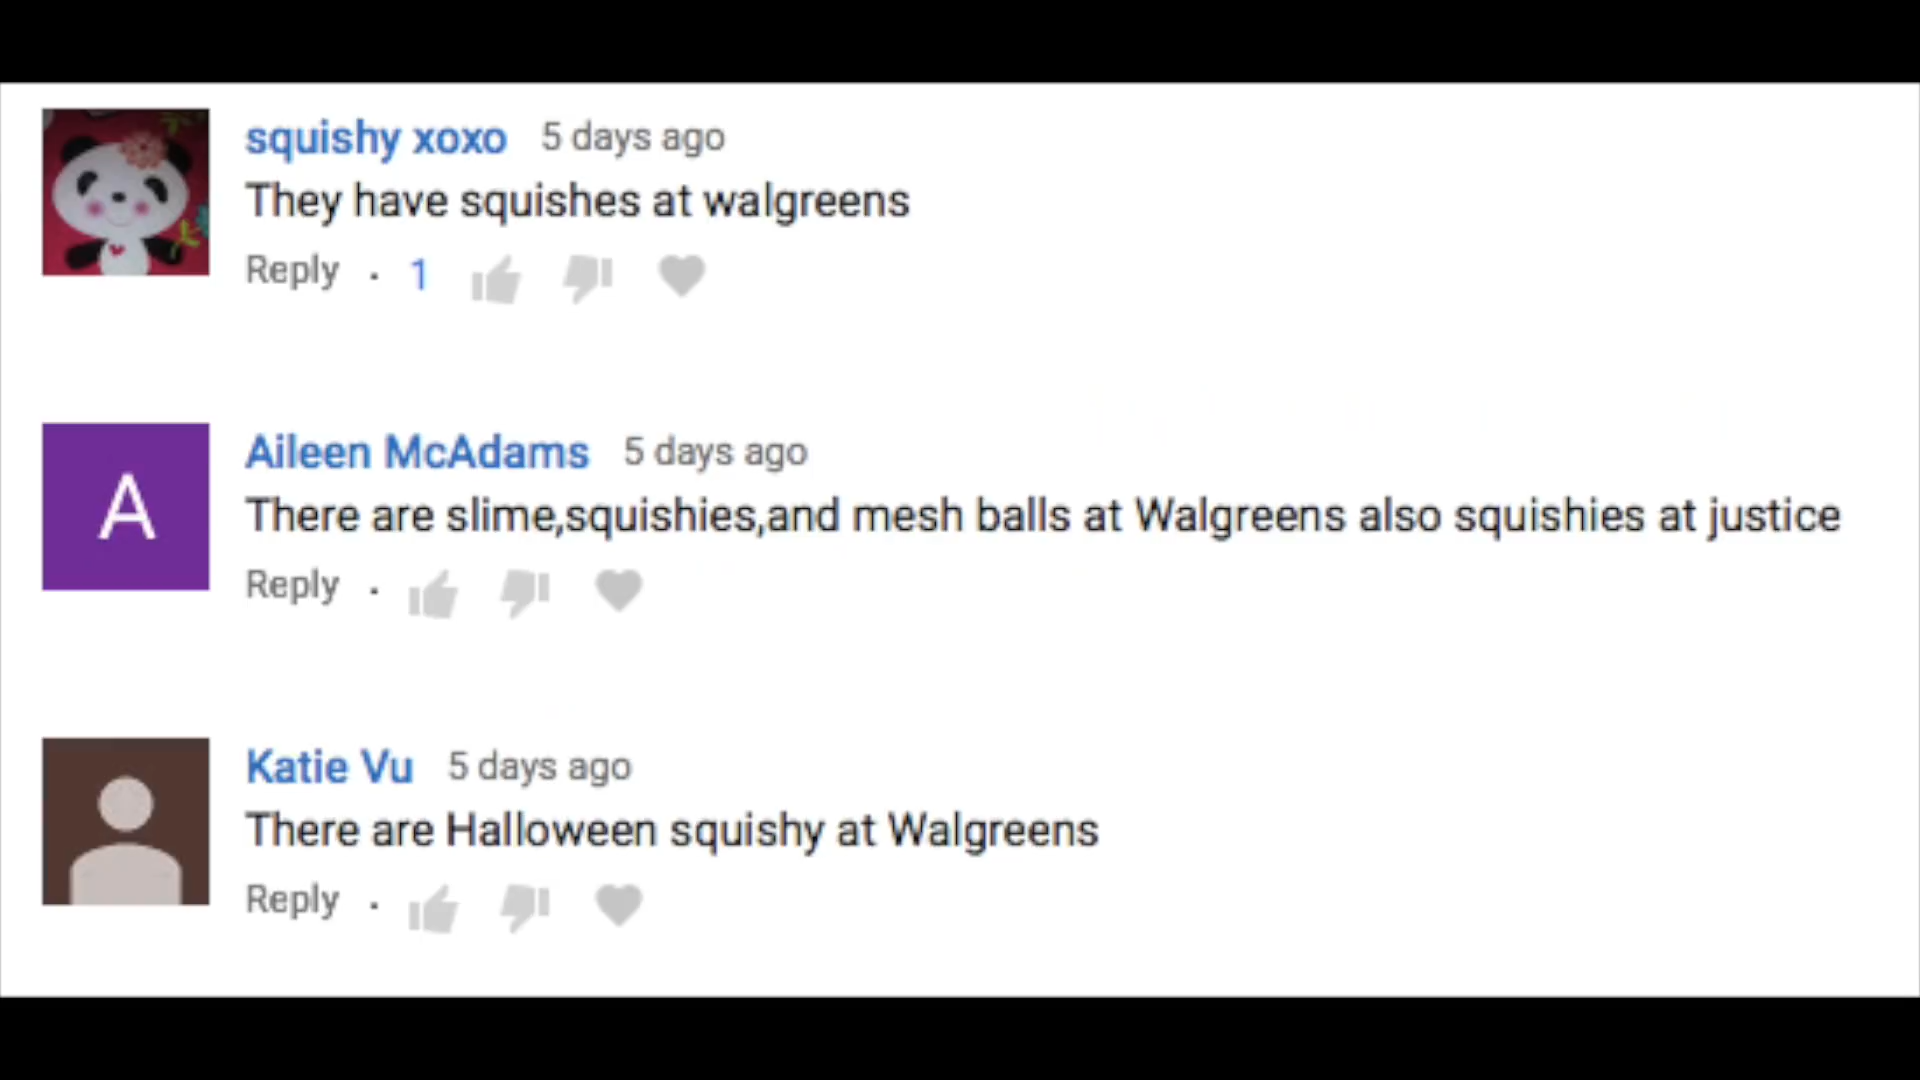 squishy xoxo 5 days ago
They have squishes at walgreens
Reply . 1
A
Aileen McAdams 5 days ago
There are slime,squishies,and mesh balls at Walgreens also squishies at justice
Reply .
Katie Vu 5 days ago
There are Halloween squishy at Walgreens
Reply .